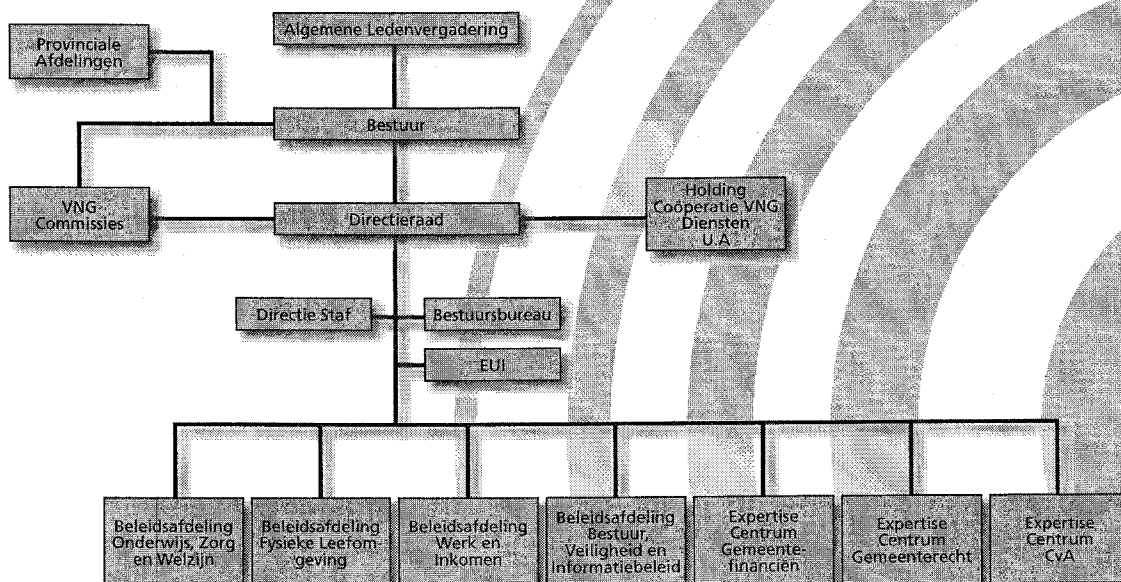 Provinciale
Afdelingen
Algemene Ledenvergadering
Bestuur
VNG-
Commissies
Directieraad
Holding
Coöperatie VNG
Diensten
U.A
Directie Staf
Bestuursbureau
EUI
Beleidsafdeling
Onderwijs, Zorg
en Welzijn
Beleidsafdeling
Fysieke Leefom-
geving
Beleidsafdeling
Werk en
Inkomen
Beleidsafdeling
Bestuur,
Veiligheid en
Informatiebeleid
Expertise
Centrum
Gemeente-
financiën
Expertise
Centrum
Gemeenterecht
Expertise
Centrum
CvA